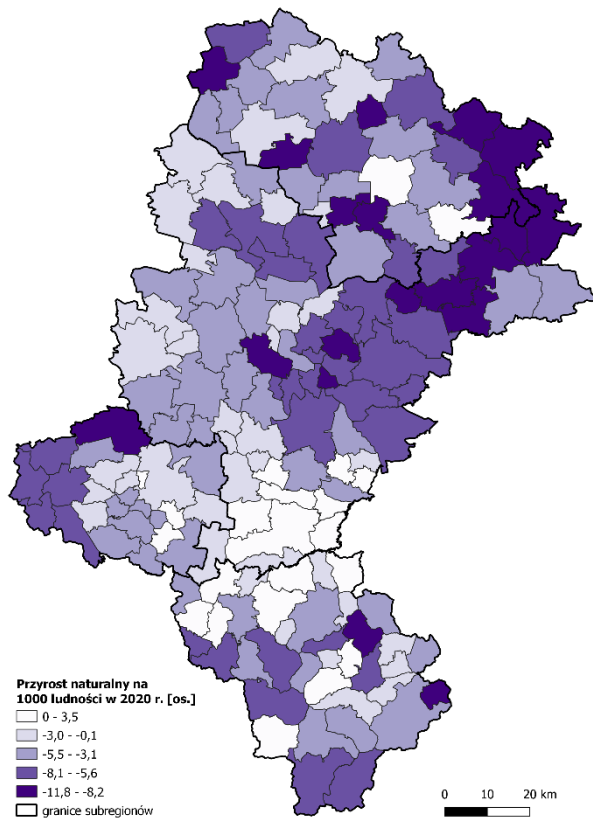 Przyrost naturalny na
1000 ludności w 2020 r. [os.]
0 - 3,5
-3,0 - -0,1
-5,5 - -3,1
-8,1 - -5,6
-11,8 - -8,2
granice subregionów
0 10 20 km